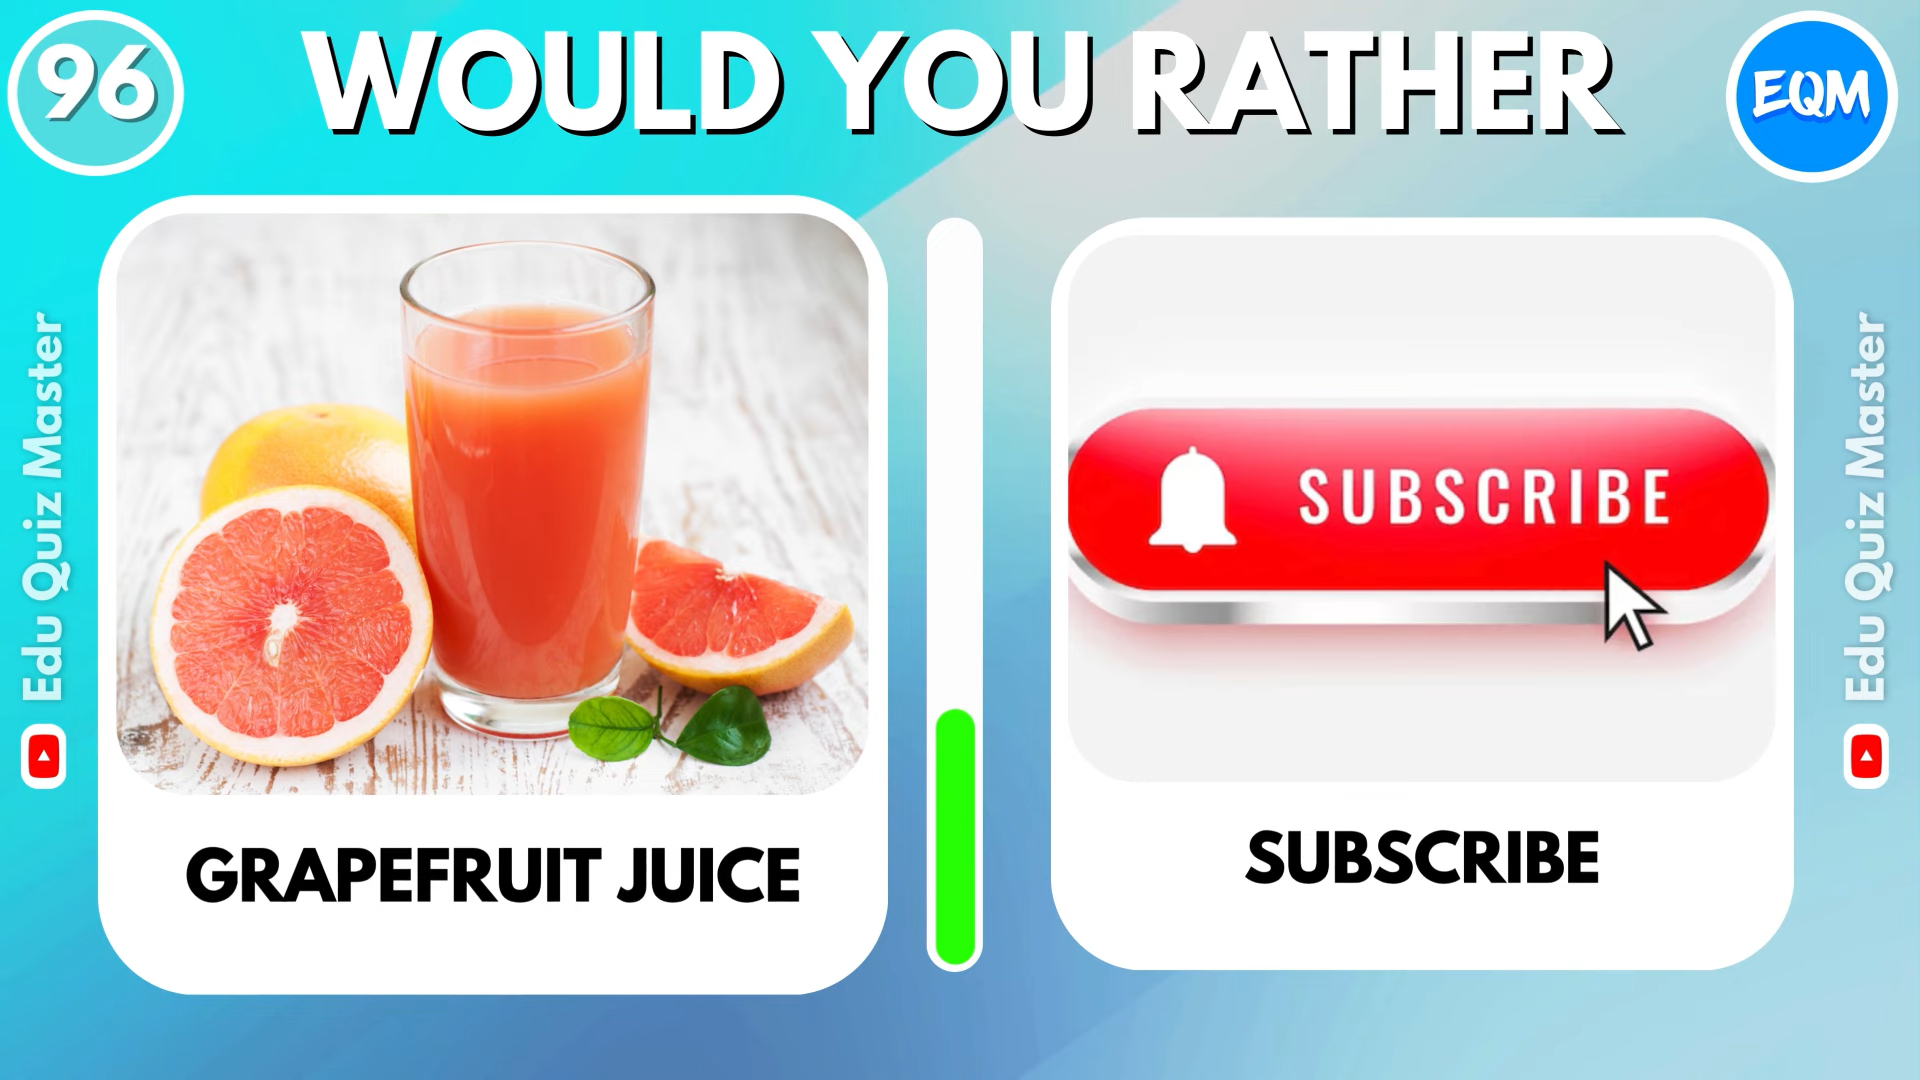 96
WOULD YOU RATHER
EQM
Edu Quiz Master
SUBSCRIBE
Edu Quiz Master
GRAPEFRUIT JUICE
SUBSCRIBE